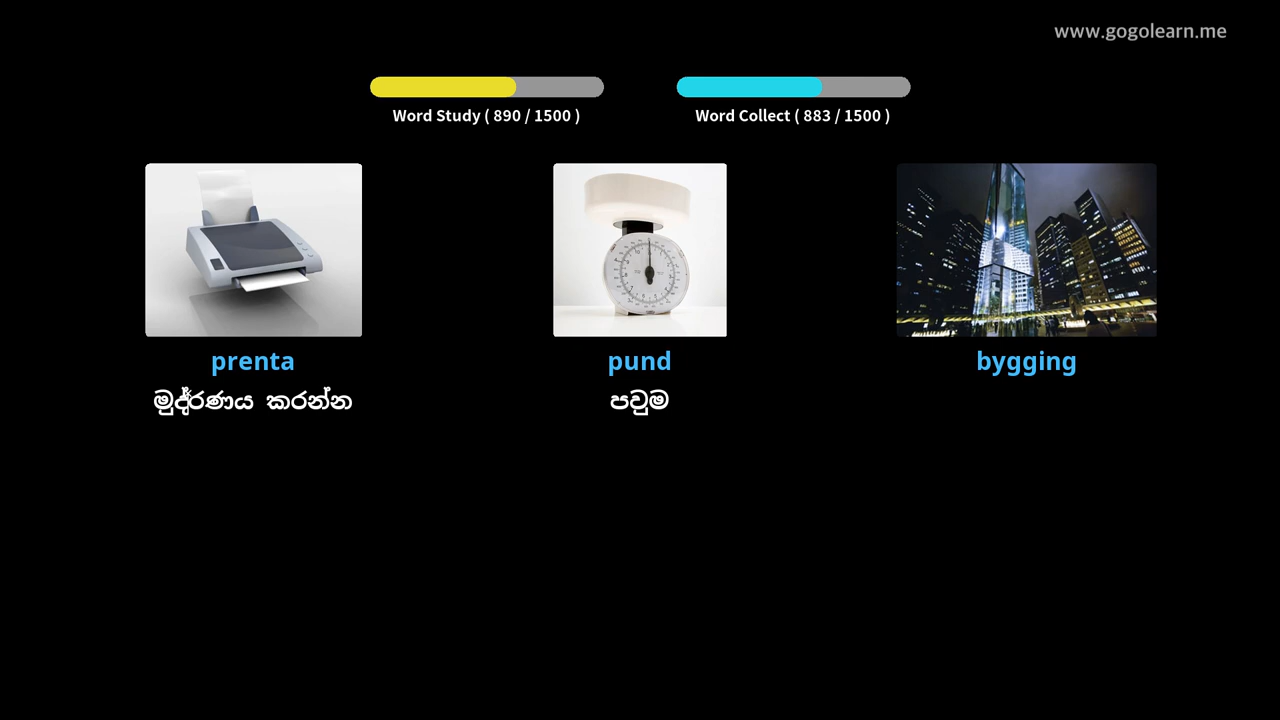 www.gogolearn.me
Word Study ( 890 / 1500 )
Word Collect ( 883 / 1500 )
prenta
මුද්‍රණය කරන්න
pund
පවුම
bygging